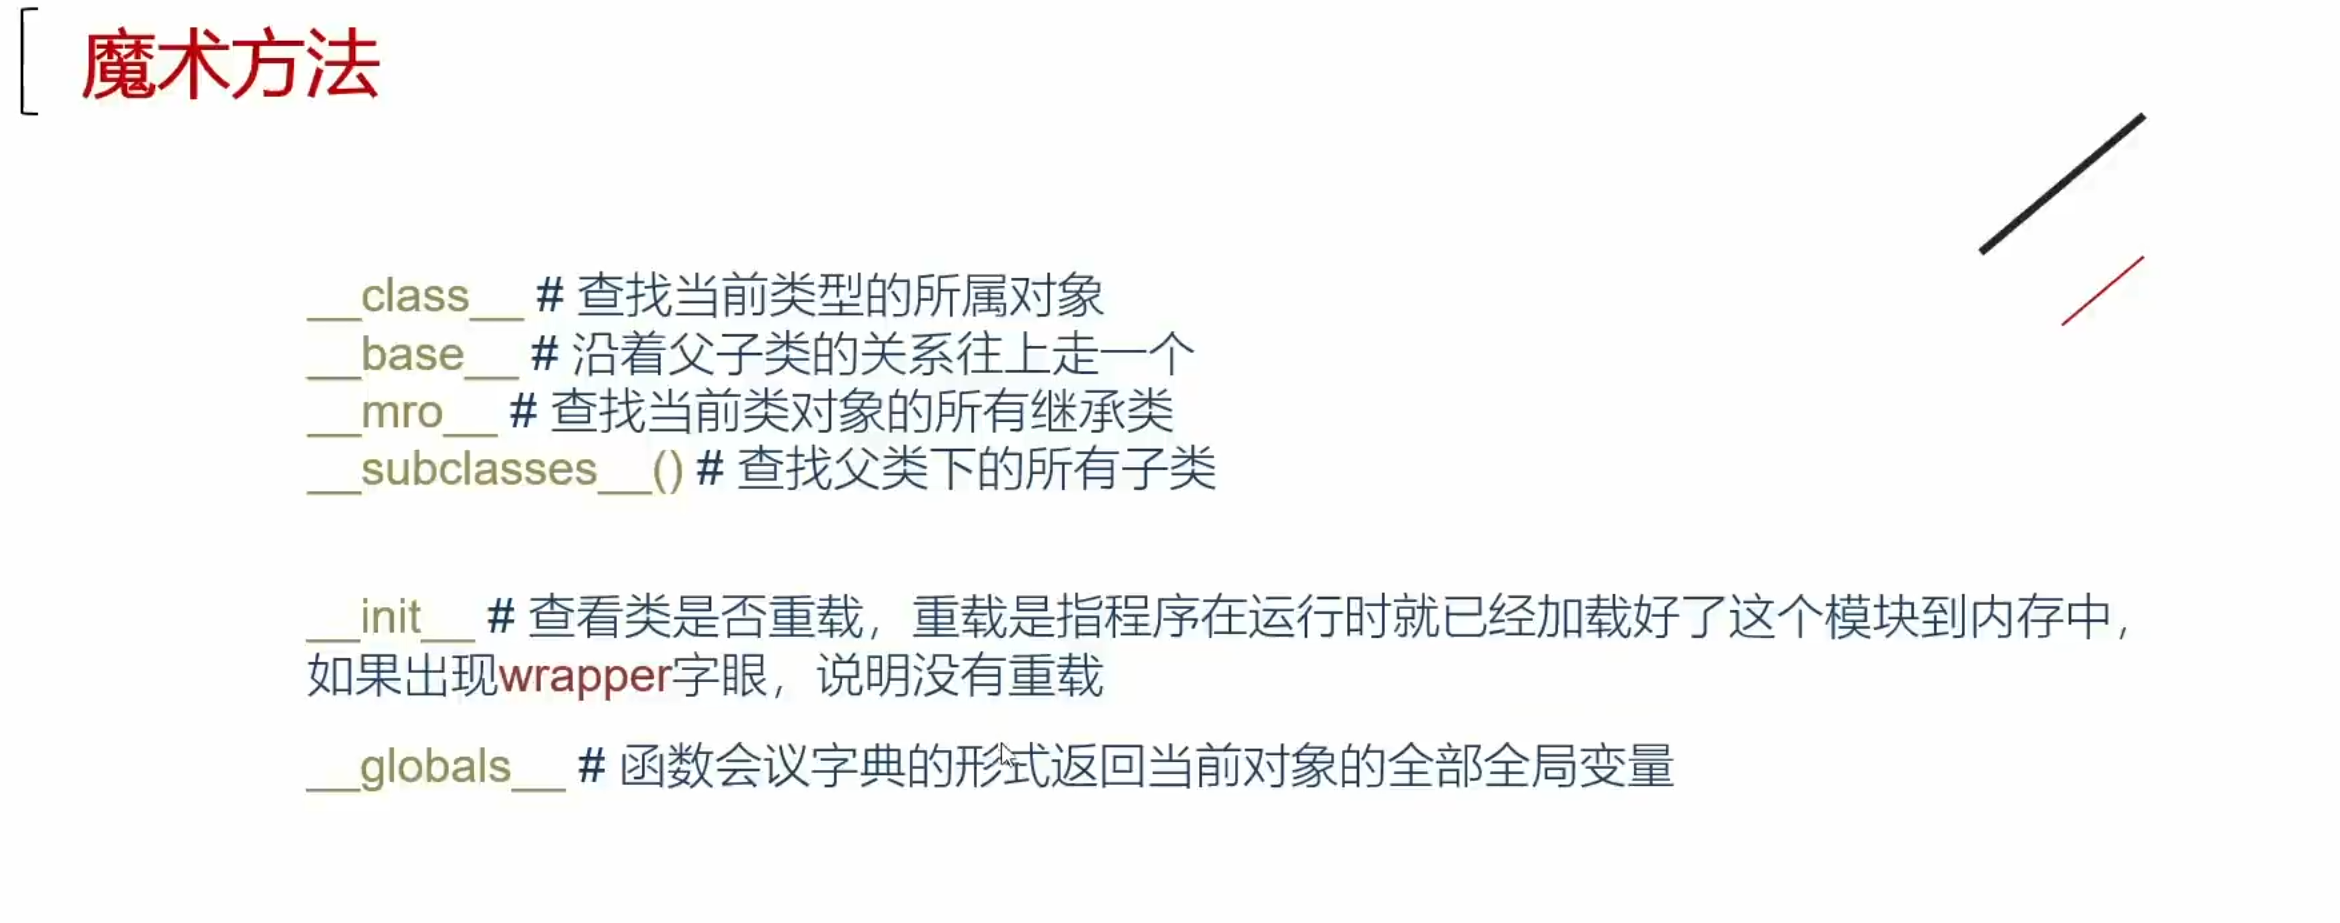 魔术方法
__class__ # 查找当前类型的所属对象
__base__ # 沿着父子类的关系往上走一个
__mro__ # 查找当前类对象的所有继承类
__subclasses__() # 查找父类下的所有子类
__init__ # 查看类是否重载，重载是指程序在运行时就已经加载好了这个模块到内存中，
如果出现wrapper字眼，说明没有重载
__globals__ # 函数会议字典的形式返回当前对象的全部全局变量